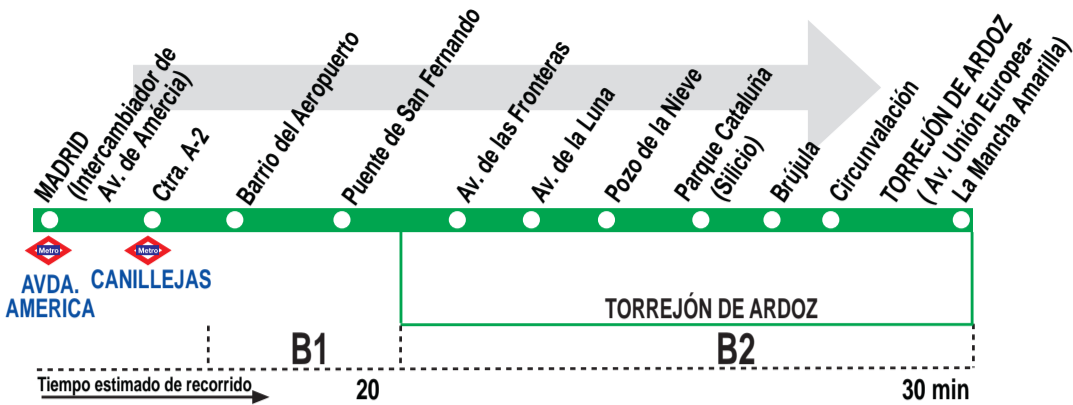 MADRID
(Intercambiador de
Av. de Amércia)
Ctra. A-2
Barrio del Aeropuerto
Puente de San Fernando
Av. de las Fronteras
Av. de la Luna
Pozo de la Nieve
Parque Cataluña
(Silicio)
Brújula
Circunvalación
TORREJÓN DE ARDOZ
( Av. Unión Europea-
La Mancha Amarilla)
Metro
Metro
AVDA.
AMERICA
CANILLEJAS
TORREJÓN DE ARDOZ
B1
B2
Tiempo estimado de recorrido
20
30 min